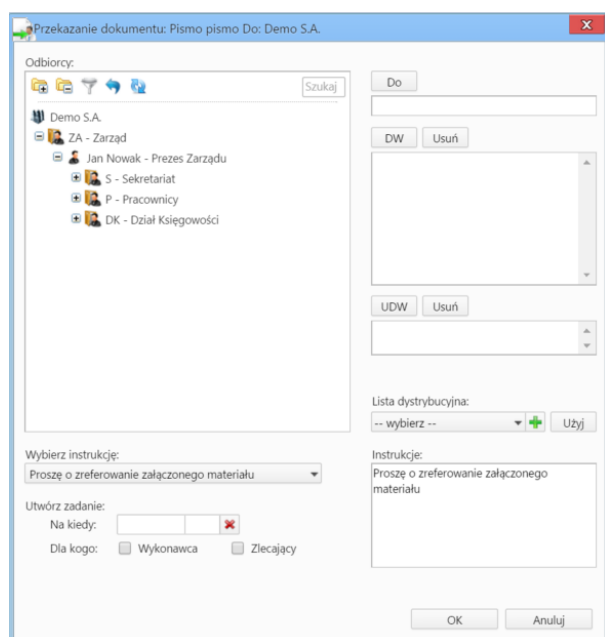 Przekazanie dokumentu: Pismo pismo Do: Demo S.A.
Odbiorcy:
Szukaj
Demo S.A.
ZA - Zarząd
Jan Nowak - Prezes Zarządu
S - Sekretariat
P - Pracownicy
DK - Dział Księgowości
Do
DW Usuń
UDW Usuń
Lista dystrybucyjna:
-- wybierz -- Użyj
Wybierz instrukcję:
Proszę o zreferowanie załączonego materiału
Utwórz zadanie:
Na kiedy:
Dla kogo: Wykonawca Zlecający
Instrukcje:
Proszę o zreferowanie załączonego
materiału
OK Anuluj